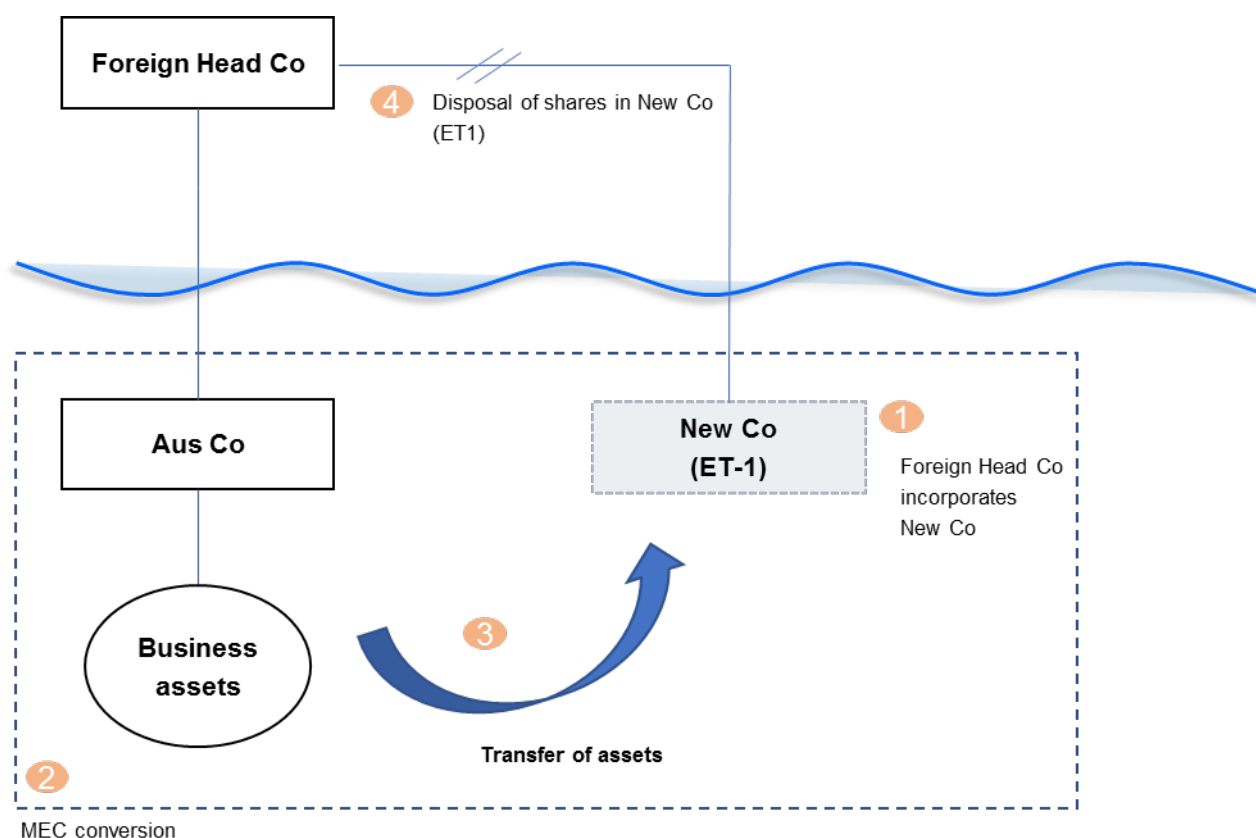 Foreign Head Co
4
Disposal of shares in New Co
(ET1)
Aus Co
New Co
(ET-1)
1
Foreign Head Co
incorporates
New Co
Business
assets
3
Transfer of assets
2
MEC conversion